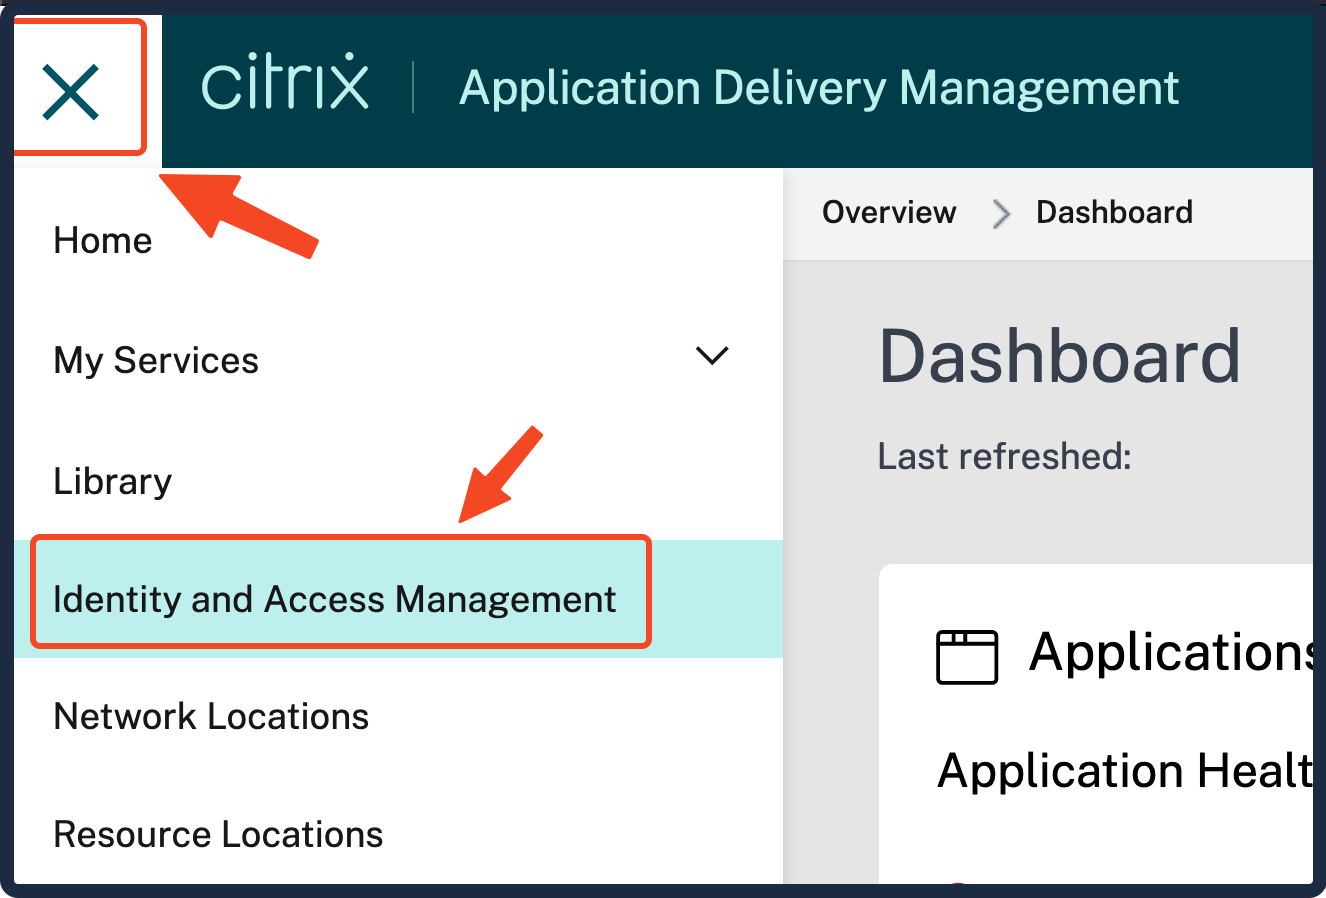 citrix
Application Delivery Management
Home
My Services
Library
Identity and Access Management
Network Locations
Resource Locations
Overview
Dashboard
Dashboard
Last refreshed:
Applications
Application Healt